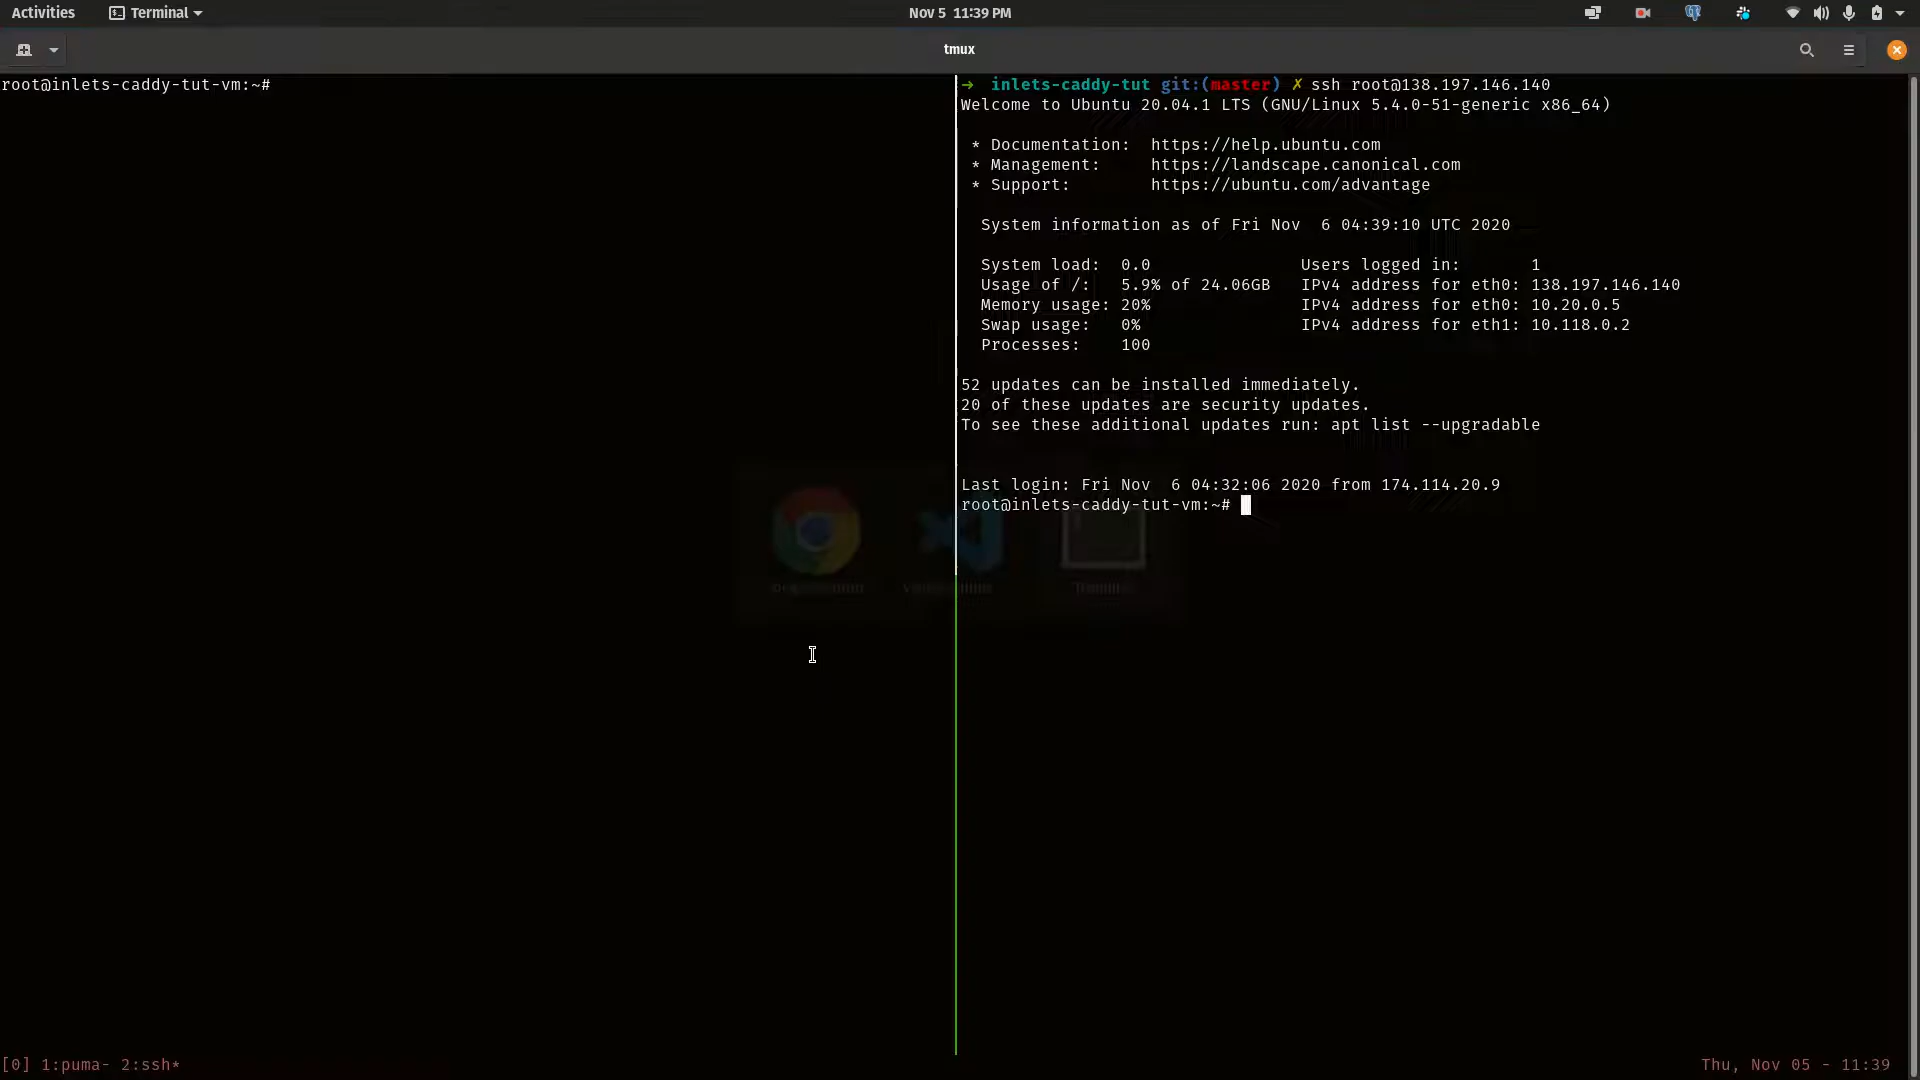 Activities Terminal Nov 5 11:39 PM
tmux
root@inlets-caddy-tut-vm:~#
→ inlets-caddy-tut git:(master) ✗ ssh root@138.197.146.140
Welcome to Ubuntu 20.04.1 LTS (GNU/Linux 5.4.0-51-generic x86_64)
* Documentation: https://help.ubuntu.com
* Management: https://landscape.canonical.com
* Support: https://ubuntu.com/advantage
System information as of Fri Nov 6 04:39:10 UTC 2020
System load: 0.0 Users logged in: 1
Usage of /: 5.9% of 24.06GB IPv4 address for eth0: 138.197.146.140
Memory usage: 20% IPv4 address for eth0: 10.20.0.5
Swap usage: 0% IPv4 address for eth1: 10.118.0.2
Processes: 100
52 updates can be installed immediately.
20 of these updates are security updates.
To see these additional updates run: apt list --upgradable
Last login: Fri Nov 6 04:32:06 2020 from 174.114.20.9
root@inlets-caddy-tut-vm:~#
[0] 1:puma- 2:ssh* Thu, Nov 05 - 11:39